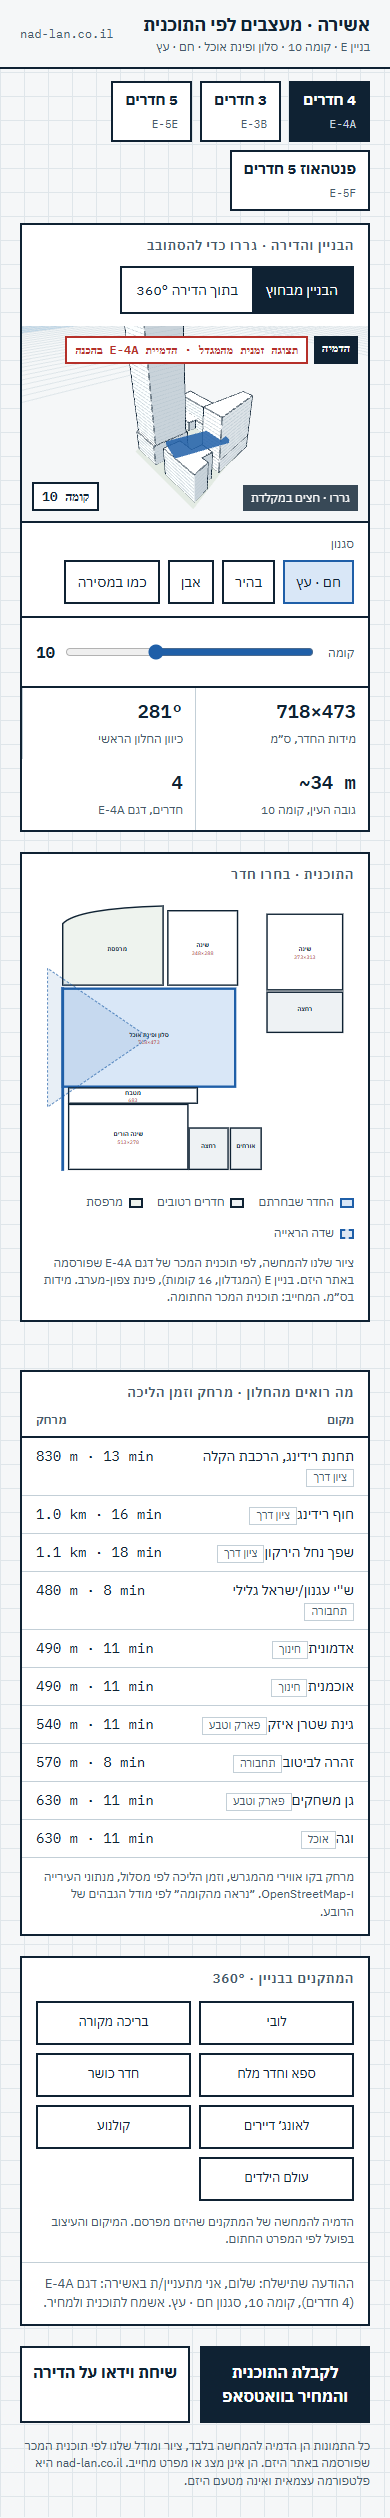 אשירה · מעצבים לפי התוכנית
nad-lan.co.il
בניין E · קומה 10 · סלון ופינת אוכל · חם · עץ
4 חדרים
E-4A
3 חדרים
E-3B
5 חדרים
E-5E
פנטהאוז 5 חדרים
E-5F
הבניין והדירה · גררו כדי להסתובב
הבניין מבחוץ
בתוך הדירה 360°
הדמיה
תצוגה זמנית מהמגדל · הדמיית E-4A בהכנה
גררו · חצים במקלדת
קומה 10
סגנון
חם · עץ
בהיר
אבן
כמו במסירה
קומה
10
718×473
מידות החדר, ס״מ
281°
כיוון החלון הראשי
~34 m
גובה העין, קומה 10
4
חדרים, דגם E-4A
התוכנית · בחרו חדר
מרפסת
שינה
שינה
רחצה
סלון ופינת אוכל
מטבח
שינה הורים
רחצה
אורחים
החדר שבחרתם
חדרים רטובים
מרפסת
שדה הראייה
ציור שלנו להמחשה, לפי תוכנית המכר של דגם E-4A שפורסמה
באתר היזם. בניין E (המגדלון, 16 קומות), פינת צפון-מערב. מידות
בס״מ. המחייב: תוכנית המכר החתומה.
מה רואים מהחלון · מרחק וזמן הליכה
מקום
מרחק
תחנת רידינג, הרכבת הקלה
ציון דרך
830 m · 13 min
חוף רידינג ציון דרך
1.0 km · 16 min
שפך נחל הירקון ציון דרך
1.1 km · 18 min
ש"י עגנון/ישראל גלילי
תחבורה
480 m · 8 min
אדמונית חינוך
490 m · 11 min
אוכמנית חינוך
490 m · 11 min
גינת שטרן איזק פארק וטבע
540 m · 11 min
זהרה לביטוב תחבורה
570 m · 8 min
גן משחקים פארק וטבע
630 m · 11 min
וגה אוכל
630 m · 11 min
מרחק בקו אווירי מהמגרש, וזמן הליכה לפי מסלול, מנתוני העירייה
ו-OpenStreetMap. ״נראה מהקומה״ לפי מודל הגבהים של
הרובע.
המתקנים בבניין · 360°
לובי
בריכה מקורה
ספא וחדר מלח
חדר כושר
לאונג׳ דיירים
קולנוע
עולם הילדים
הדמיה להמחשה של המתקנים שהיזם מפרסם. המיקום והעיצוב
בפועל לפי המפרט החתום.
ההודעה שתישלח: שלום, אני מתעניין/ת באשירה: דגם E-4A
(4 חדרים), קומה 10, סגנון חם · עץ. אשמח לתוכנית ולמחיר.
לקבלת התוכנית
והמחיר בוואטסאפ
שיחת וידאו על הדירה
כל התמונות הן הדמיה להמחשה בלבד, ציור ומודל שלנו לפי תוכנית המכר
שפורסמה באתר היזם. הן אינן מצג או מפרט מחייב. nad-lan.co.il היא
פלטפורמה עצמאית ואינה מטעם היזם.